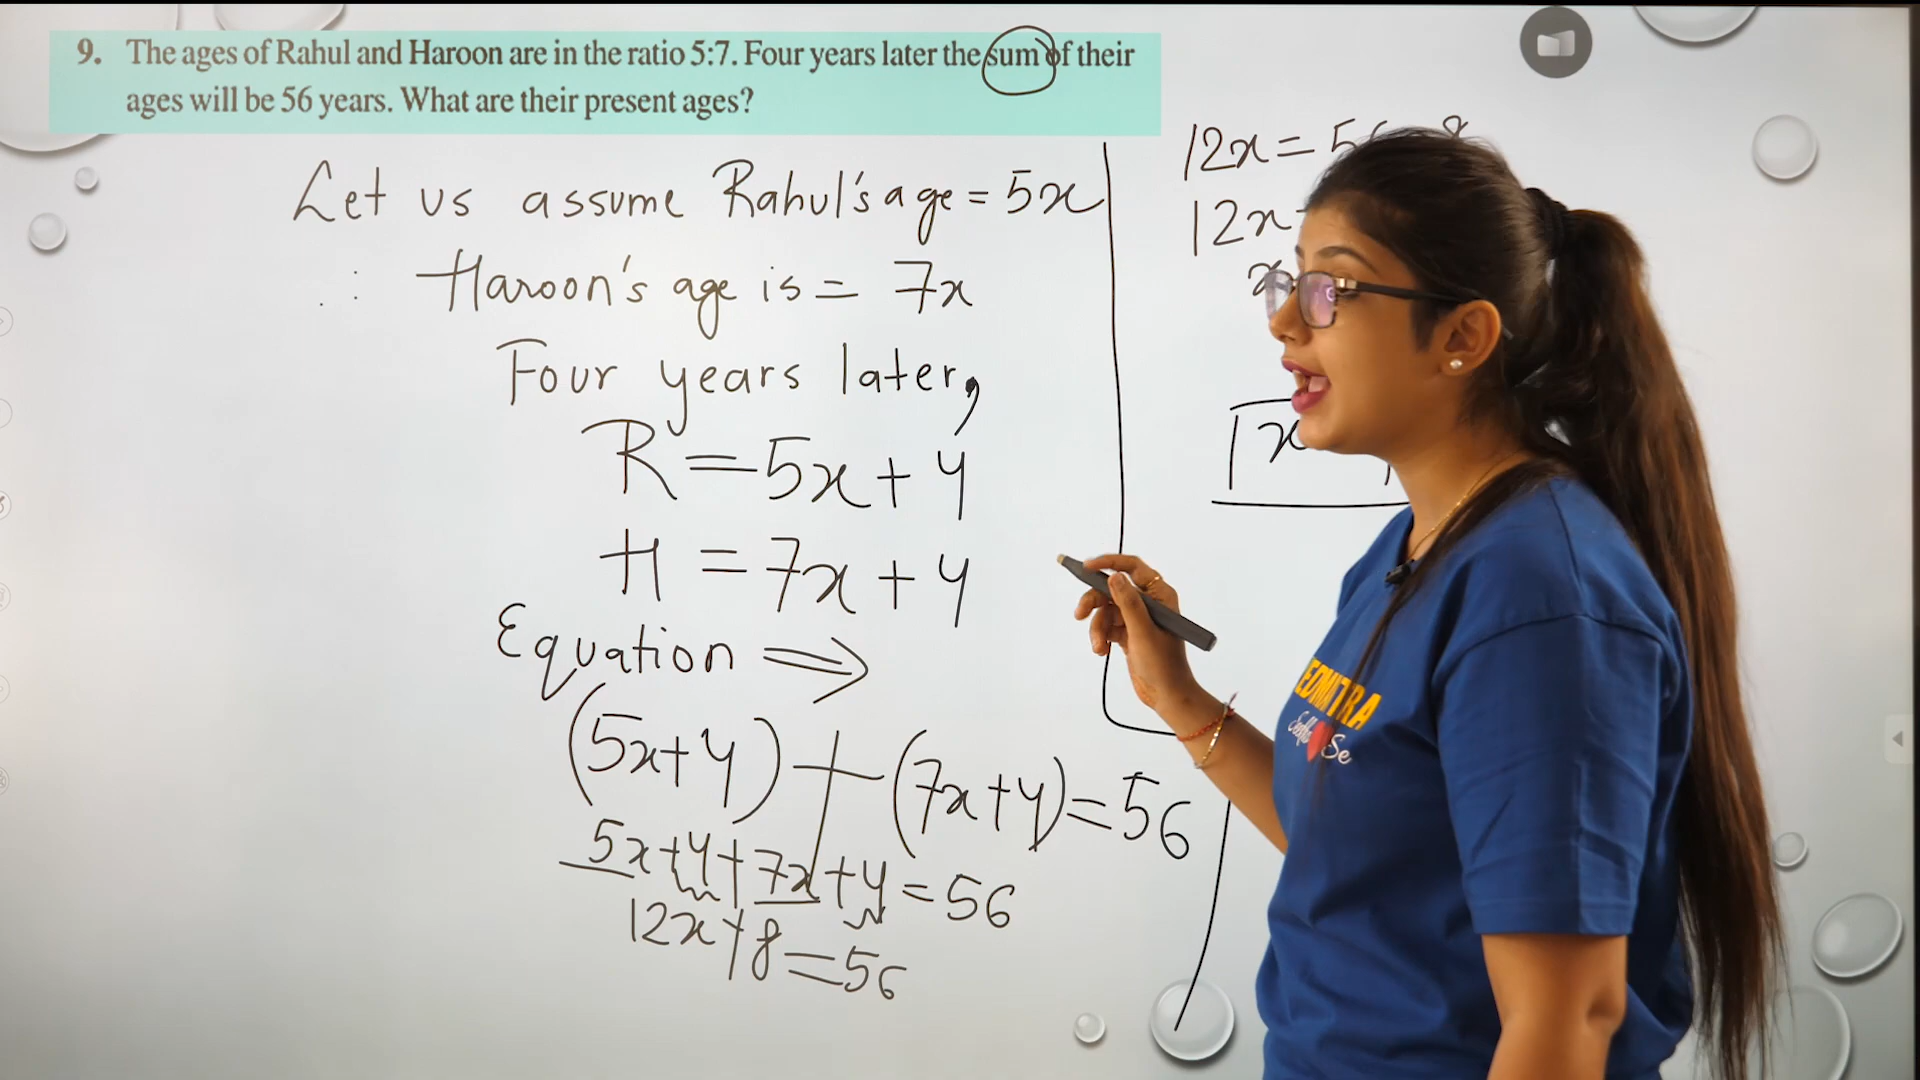 9. The ages of Rahul and Haroon are in the ratio 5:7. Four years later the sum of their
ages will be 56 years. What are their present ages?
Let us assume Rahul's age = 5x
∴ Haroon's age is = 7x
Four years later,
R = 5x + 4
H = 7x + 4
Equation ⇒
(5x+4) + (7x+4) = 56
5x+4+7x+4 = 56
12x+8 = 56
12x = 5
8
12x
x
x
EDMITRA
Se